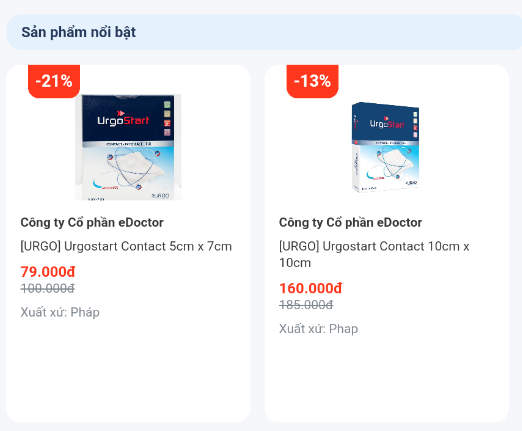 Sản phẩm nổi bật
-21%
UrgoStart
Công ty Cổ phần eDoctor
[URGO] Urgostart Contact 5cm x 7cm
79.000đ
100.000đ
Xuất xứ: Pháp
-13%
UrgoStart
Công ty Cổ phần eDoctor
[URGO] Urgostart Contact 10cm x
10cm
160.000đ
185.000đ
Xuất xứ: Phap